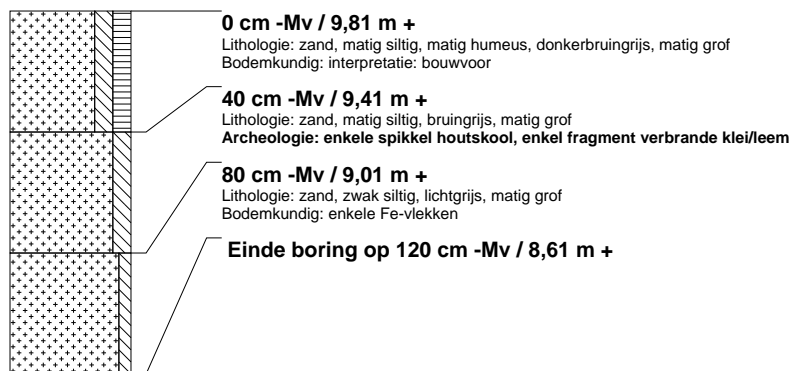 0 cm -Mv / 9,81 m +
Lithologie: zand, matig siltig, matig humeus, donkerbruingrijs, matig grof
Bodemkundig: interpretatie: bouwvoor
40 cm -Mv / 9,41 m +
Lithologie: zand, matig siltig, bruingrijs, matig grof
Archeologie: enkele spikkel houtskool, enkel fragment verbrande klei/leem
80 cm -Mv / 9,01 m +
Lithologie: zand, zwak siltig, lichtgrijs, matig grof
Bodemkundig: enkele Fe-vlekken
Einde boring op 120 cm -Mv / 8,61 m +